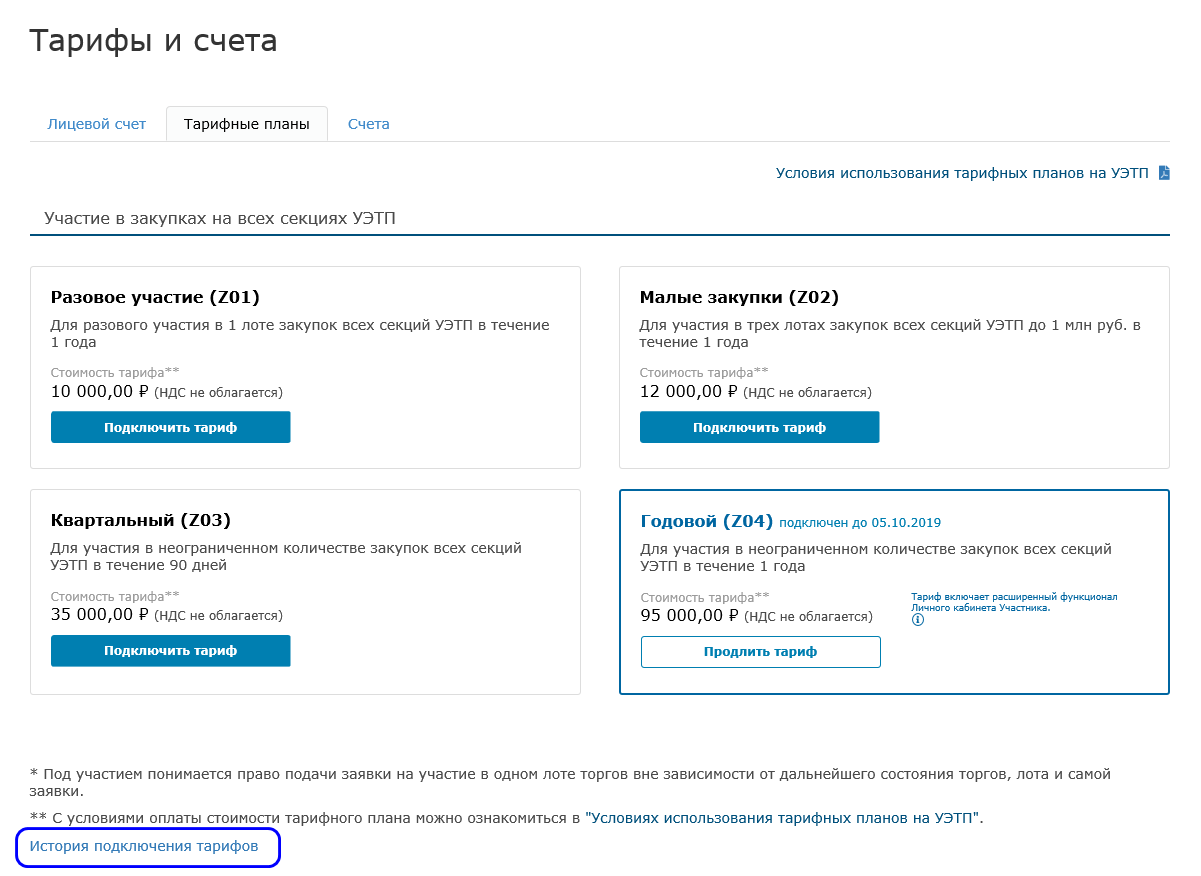 Тарифы и счета
Лицевой счет
Тарифные планы
Счета
Условия использования тарифных планов на УЭТП
Участие в закупках на всех секциях УЭТП
Разовое участие (Z01)
Для разового участия в 1 лоте закупок всех секций УЭТП в течение
1 года
Стоимость тарифа**
10 000,00 ₽ (НДС не облагается)
Подключить тариф
Малые закупки (Z02)
Для участия в трех лотах закупок всех секций УЭТП до 1 млн руб. в
течение 1 года
Стоимость тарифа**
12 000,00 ₽ (НДС не облагается)
Подключить тариф
Квартальный (Z03)
Для участия в неограниченном количестве закупок всех секций
УЭТП в течение 90 дней
Стоимость тарифа**
35 000,00 ₽ (НДС не облагается)
Подключить тариф
Годовой (Z04) подключен до 05.10.2019
Для участия в неограниченном количестве закупок всех секций
УЭТП в течение 1 года
Стоимость тарифа**
95 000,00 ₽ (НДС не облагается)
Тариф включает расширенный функционал
Личного кабинета Участника.
Продлить тариф
* Под участием понимается право подачи заявки на участие в одном лоте торгов вне зависимости от дальнейшего состояния торгов, лота и самой
заявки.
** С условиями оплаты стоимости тарифного плана можно ознакомиться в "Условиях использования тарифных планов на УЭТП".
История подключения тарифов